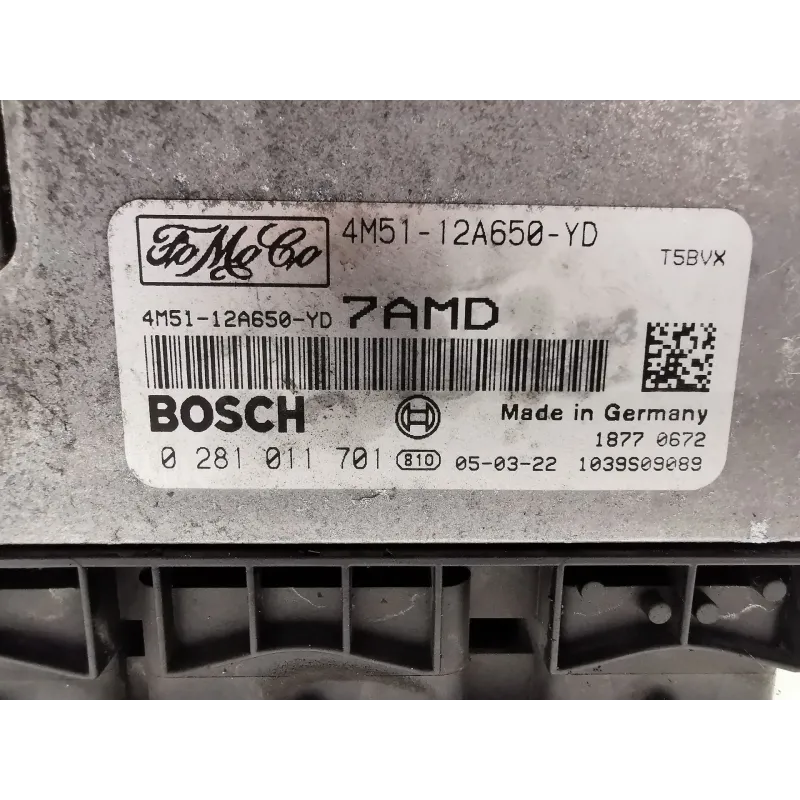 FoMoCo 4M51-12A650-YD
T5BVX
4M51-12A650-YD 7AMD
BOSCH Made in Germany
1877 0672
0 281 011 701 810 05-03-22 1039S09089